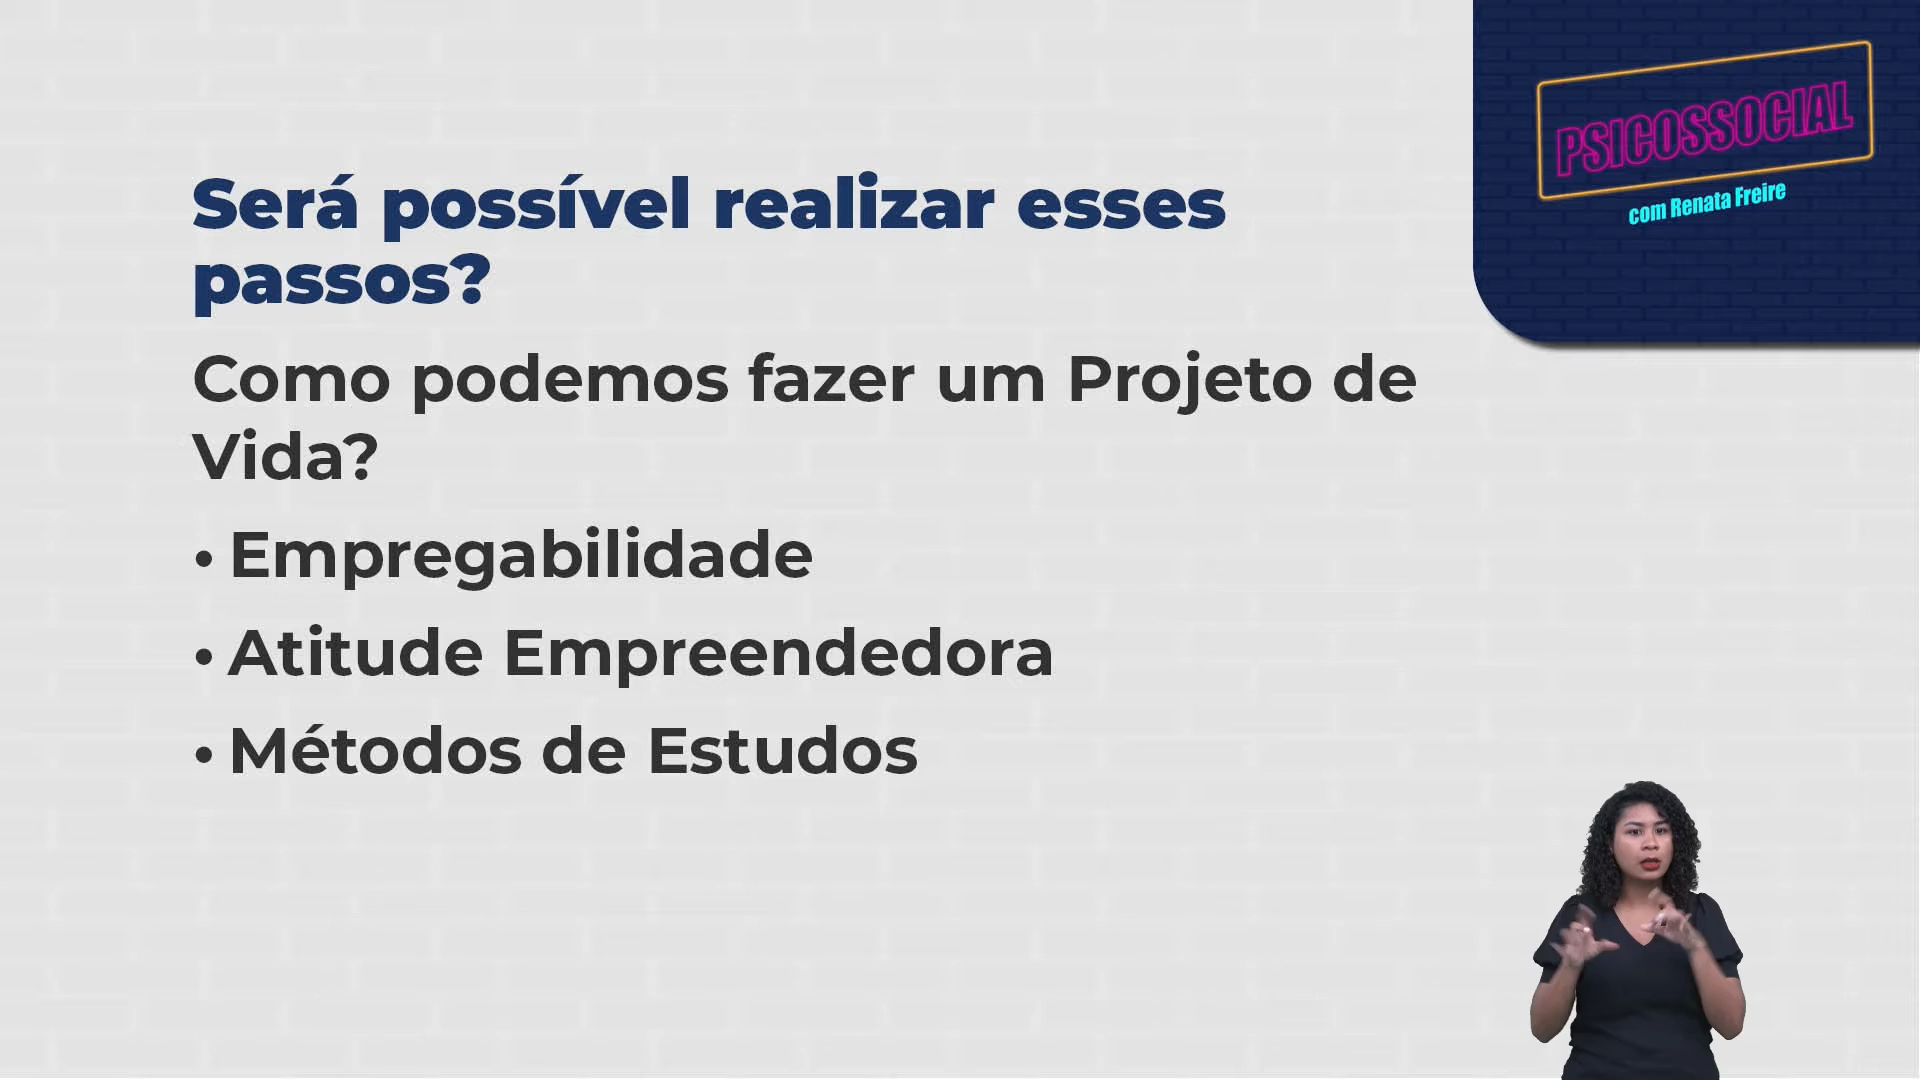 Será possível realizar esses
passos?
Como podemos fazer um Projeto de
Vida?
• Empregabilidade
• Atitude Empreendedora
• Métodos de Estudos
PSICOSSOCIAL
com Renata Freire